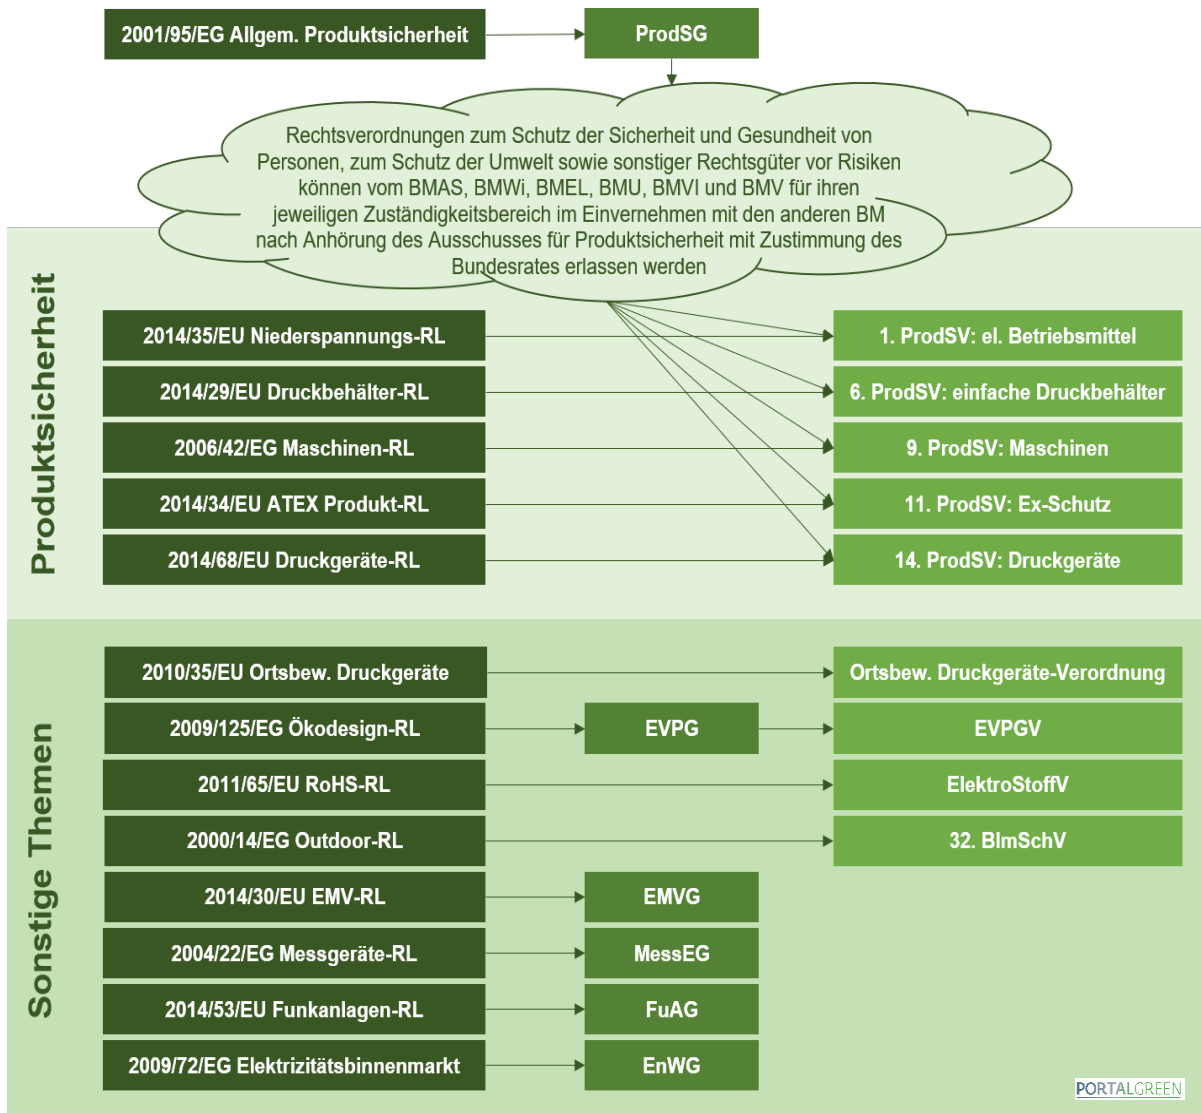 2001/95/EG Allgem. Produktsicherheit
ProdSG
Rechtsverordnungen zum Schutz der Sicherheit und Gesundheit von
Personen, zum Schutz der Umwelt sowie sonstiger Rechtsgüter vor Risiken
können vom BMAS, BMWi, BMEL, BMU, BMVI und BMV für ihren
jeweiligen Zuständigkeitsbereich im Einvernehmen mit den anderen BM
nach Anhörung des Ausschusses für Produktsicherheit mit Zustimmung des
Bundesrates erlassen werden
Produktsicherheit
2014/35/EU Niederspannungs-RL
1. ProdSV: el. Betriebsmittel
2014/29/EU Druckbehälter-RL
6. ProdSV: einfache Druckbehälter
2006/42/EG Maschinen-RL
9. ProdSV: Maschinen
2014/34/EU ATEX Produkt-RL
11. ProdSV: Ex-Schutz
2014/68/EU Druckgeräte-RL
14. ProdSV: Druckgeräte
Sonstige Themen
2010/35/EU Ortsbew. Druckgeräte
Ortsbew. Druckgeräte-Verordnung
2009/125/EG Ökodesign-RL
EVPG
EVPGV
2011/65/EU RoHS-RL
ElektroStoffV
2000/14/EG Outdoor-RL
32. BImSchV
2014/30/EU EMV-RL
EMVG
2004/22/EG Messgeräte-RL
MessEG
2014/53/EU Funkanlagen-RL
FuAG
2009/72/EG Elektrizitätsbinnenmarkt
EnWG
PORTALGREEN